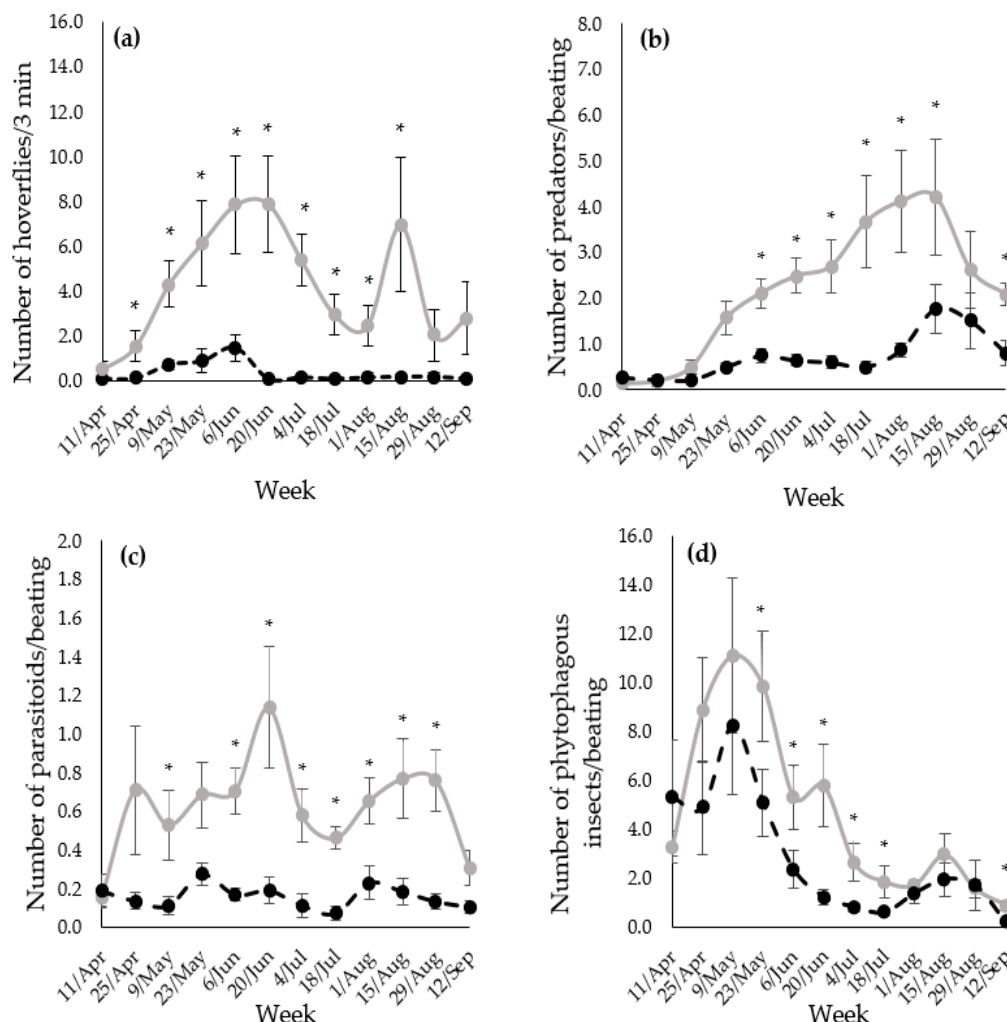 (a)
Number of hoverflies/3 min
16.0
14.0
12.0
10.0
8.0
6.0
4.0
2.0
0.0
* * * * * * * * *
11/Apr
25/Apr
9/May
23/May
6/Jun
20/Jun
4/Jul
18/Jul
1/Aug
15/Aug
29/Aug
12/Sep
Week
(b)
Number of predators/beating
8.0
7.0
6.0
5.0
4.0
3.0
2.0
1.0
0.0
* * * * * * *
11/Apr
25/Apr
9/May
23/May
6/Jun
20/Jun
4/Jul
18/Jul
1/Aug
15/Aug
29/Aug
12/Sep
Week
(c)
Number of parasitoids/beating
2.0
1.8
1.6
1.4
1.2
1.0
0.8
0.6
0.4
0.2
0.0
* * * * * * * *
11/Apr
25/Apr
9/May
23/May
6/Jun
20/Jun
4/Jul
18/Jul
1/Aug
15/Aug
29/Aug
12/Sep
Week
(d)
Number of phytophagous
insects/beating
16.0
14.0
12.0
10.0
8.0
6.0
4.0
2.0
0.0
* * * * * *
11/Apr
25/Apr
9/May
23/May
6/Jun
20/Jun
4/Jul
18/Jul
1/Aug
15/Aug
29/Aug
12/Sep
Week